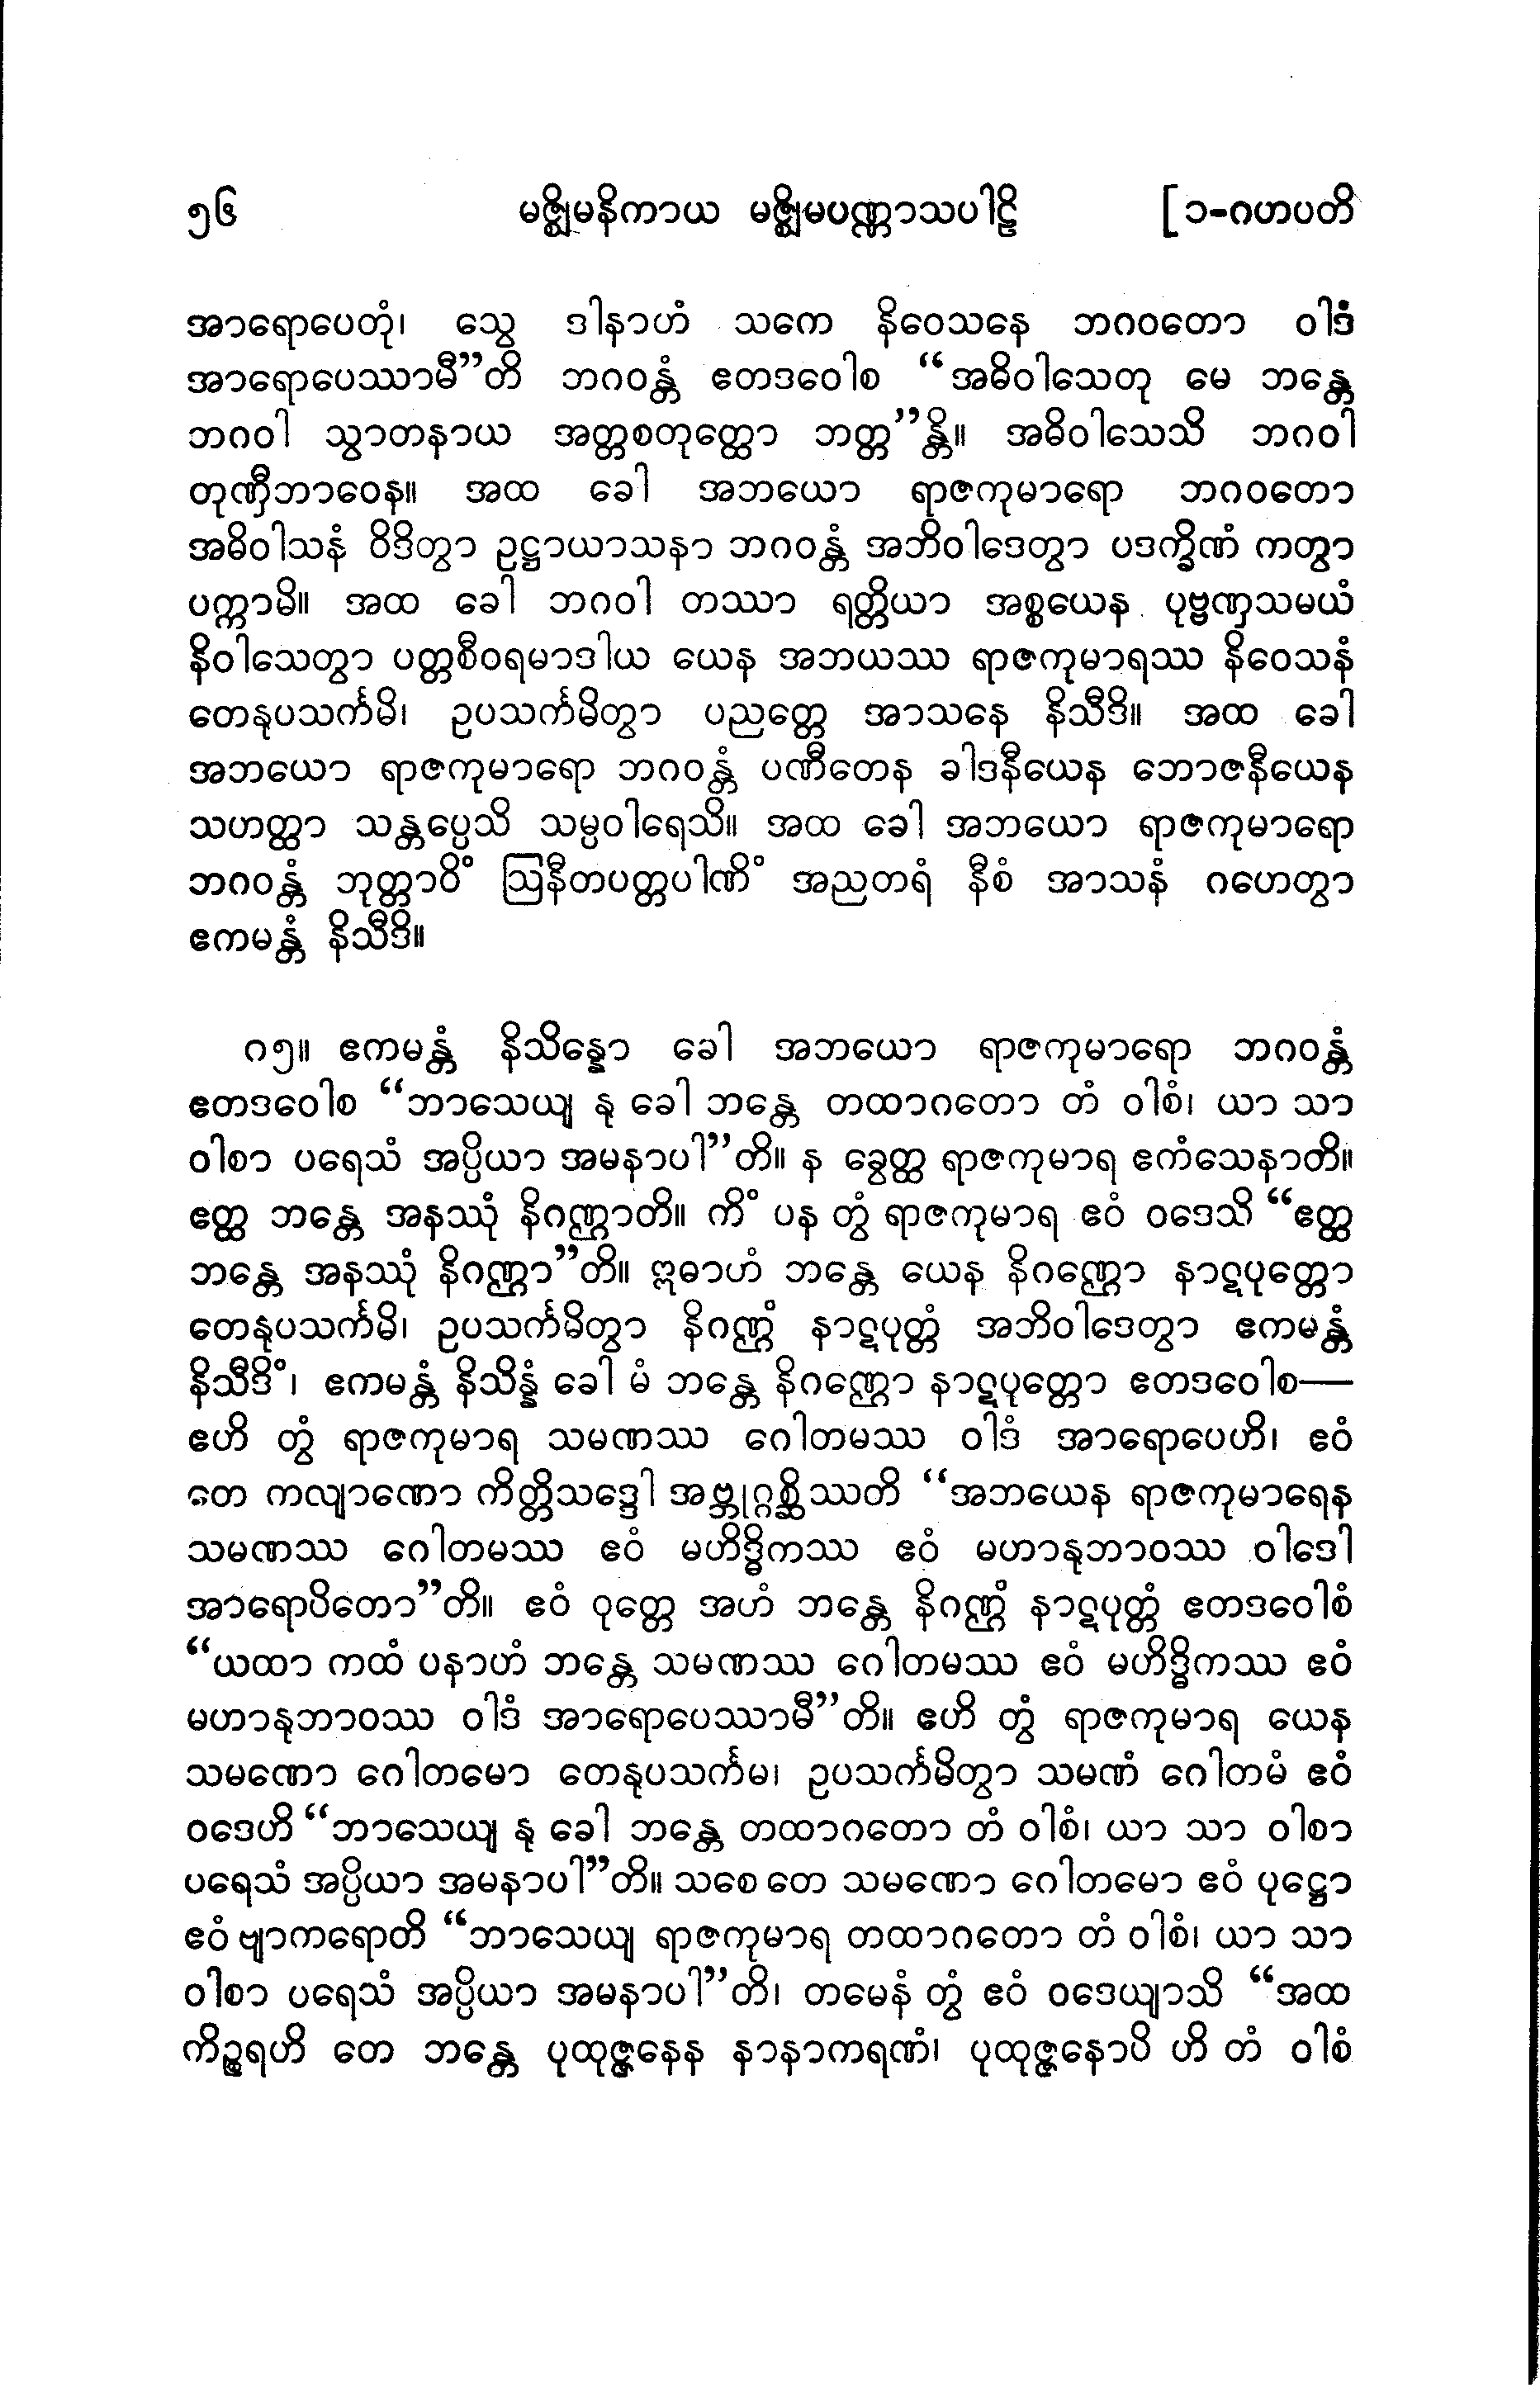 ၅၆ မဇ္ဈိမနိကာယ မဇ္ဈိမပဏ္ဏာသပါဠိ [၁-ဂဟပတိ
အာရောပေတုံ၊ သွေ ဒါနာဟံ သကေ နိဝေသနေ ဘဂဝတော ဝါဒံ
အာရောပေဿာမီ”တိ ဘဂဝန္တံ ဧတဒဝေါစ “အဓိဝါသေတု မေ ဘန္တေ
ဘဂဝါ သွာတနာယ အတ္တစတုတ္ထော ဘတ္တ”န္တိ။ အဓိဝါသေသိ ဘဂဝါ
တုဏှီဘာဝေန။ အထ ခေါ အဘယော ရာဇကုမာရော ဘဂဝတော
အဓိဝါသနံ ဝိဒိတွာ ဥဋ္ဌာယာသနာ ဘဂဝန္တံ အဘိဝါဒေတွာ ပဒက္ခိဏံ ကတွာ
ပက္ကာမိ။ အထ ခေါ ဘဂဝါ တဿာ ရတ္တိယာ အစ္စယေန ပုဗ္ဗဏှသမယံ
နိဝါသေတွာ ပတ္တစီဝရမာဒါယ ယေန အဘယဿ ရာဇကုမာရဿ နိဝေသနံ
တေနုပသင်္ကမိ၊ ဥပသင်္ကမိတွာ ပညတ္တေ အာသနေ နိသီဒိ။ အထ ခေါ
အဘယော ရာဇကုမာရော ဘဂဝန္တံ ပဏီတေန ခါဒနီယေန ဘောဇနီယေန
သဟတ္ထာ သန္တပ္ပေသိ သမ္ပဝါရေသိ။ အထ ခေါ အဘယော ရာဇကုမာရော
ဘဂဝန္တံ ဘုတ္တာဝိံ ဩနီတပတ္တပါဏိံ အညတရံ နီစံ အာသနံ ဂဟေတွာ
ဧကမန္တံ နိသီဒိ။
၈၅။ ဧကမန္တံ နိသိန္နော ခေါ အဘယော ရာဇကုမာရော ဘဂဝန္တံ
ဧတဒဝေါစ “ဘာသေယျ နု ခေါ ဘန္တေ တထာဂတော တံ ဝါစံ၊ ယာ သာ
ဝါစာ ပရေသံ အပ္ပိယာ အမနာပါ”တိ။ န ခွေတ္ထ ရာဇကုမာရ ဧကံသေနာတိ။
ဧတ္ထ ဘန္တေ အနဿုံ နိဂဏ္ဌာတိ။ ကိံ ပန တွံ ရာဇကုမာရ ဧဝံ ဝဒေသိ “ဧတ္ထ
ဘန္တေ အနဿုံ နိဂဏ္ဌာ”တိ။ ဣဓာဟံ ဘန္တေ ယေန နိဂဏ္ဌော နာဋပုတ္တော
တေနုပသင်္ကမိ၊ ဥပသင်္ကမိတွာ နိဂဏ္ဌံ နာဋပုတ္တံ အဘိဝါဒေတွာ ဧကမန္တံ
နိသီဒိံ၊ ဧကမန္တံ နိသိန္နံ ခေါ မံ ဘန္တေ နိဂဏ္ဌော နာဋပုတ္တော ဧတဒဝေါစ—
ဧဟိ တွံ ရာဇကုမာရ သမဏဿ ဂေါတမဿ ဝါဒံ အာရောပေဟိ၊ ဧဝံ
တေ ကလျာဏော ကိတ္တိသဒ္ဒေါ အဗ္ဘုဂ္ဂစ္ဆိဿတိ “အဘယေန ရာဇကုမာရေန
သမဏဿ ဂေါတမဿ ဧဝံ မဟိဒ္ဓိကဿ ဧဝံ မဟာနုဘာဝဿ ဝါဒေါ
အာရောပိတော”တိ။ ဧဝံ ဝုတ္တေ အဟံ ဘန္တေ နိဂဏ္ဌံ နာဋပုတ္တံ ဧတဒဝေါစံ
“ယထာ ကထံ ပနာဟံ ဘန္တေ သမဏဿ ဂေါတမဿ ဧဝံ မဟိဒ္ဓိကဿ ဧဝံ
မဟာနုဘာဝဿ ဝါဒံ အာရောပေဿာမီ”တိ။ ဧဟိ တွံ ရာဇကုမာရ ယေန
သမဏော ဂေါတမော တေနုပသင်္ကမ၊ ဥပသင်္ကမိတွာ သမဏံ ဂေါတမံ ဧဝံ
ဝဒေဟိ “ဘာသေယျ နု ခေါ ဘန္တေ တထာဂတော တံ ဝါစံ၊ ယာ သာ ဝါစာ
ပရေသံ အပ္ပိယာ အမနာပါ”တိ။ သစေ တေ သမဏော ဂေါတမော ဧဝံ ပုဋ္ဌော
ဧဝံ ဗျာကရောတိ “ဘာသေယျ ရာဇကုမာရ တထာဂတော တံ ဝါစံ၊ ယာ သာ
ဝါစာ ပရေသံ အပ္ပိယာ အမနာပါ”တိ၊ တမေနံ တွံ ဧဝံ ဝဒေယျာသိ “အထ
ကိဉ္စရဟိ တေ ဘန္တေ ပုထုဇ္ဇနေန နာနာကရဏံ၊ ပုထုဇ္ဇနောပိ ဟိ တံ ဝါစံ